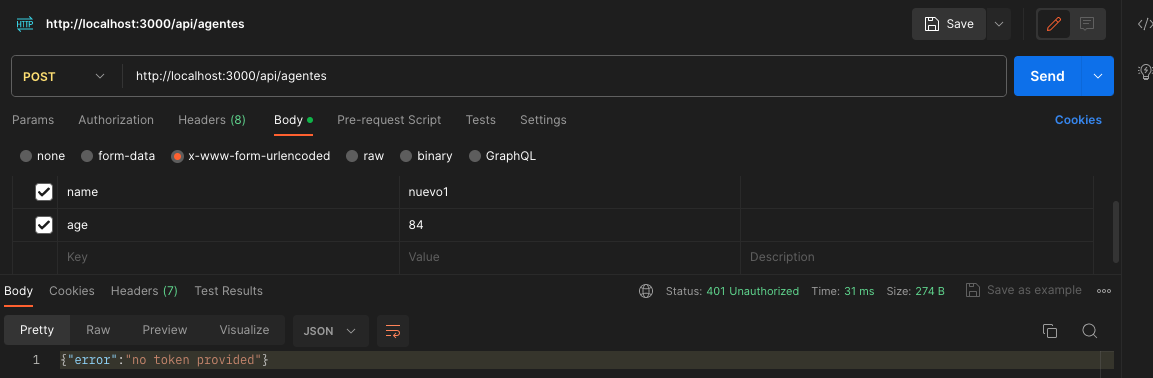 HTTP http://localhost:3000/api/agentes Save
POST http://localhost:3000/api/agentes Send
Params Authorization Headers (8) Body Pre-request Script Tests Settings Cookies
none form-data x-www-form-urlencoded raw binary GraphQL
name nuevo1
age 84
Key Value Description
Body Cookies Headers (7) Test Results Status: 401 Unauthorized Time: 31 ms Size: 274 B Save as example
Pretty Raw Preview Visualize JSON
1 {"error":"no token provided"}